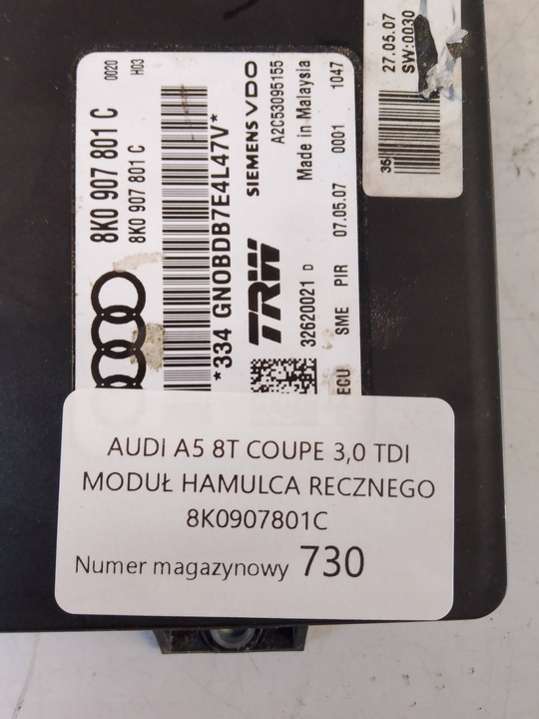 0020
H03
8K0 907 801 C
8K0 907 801 C
*334 GNOBDB7E4L47V*
SIEMENS VDO
A2C53095155
Made in Malaysia
TRW
32620021 D
ECU SME PIR 07.05.07 0001 1047
35
27.05.07
SW:0030
AUDI A5 8T COUPE 3,0 TDI
MODUŁ HAMULCA RECZNEGO
8K0907801C
Numer magazynowy 730